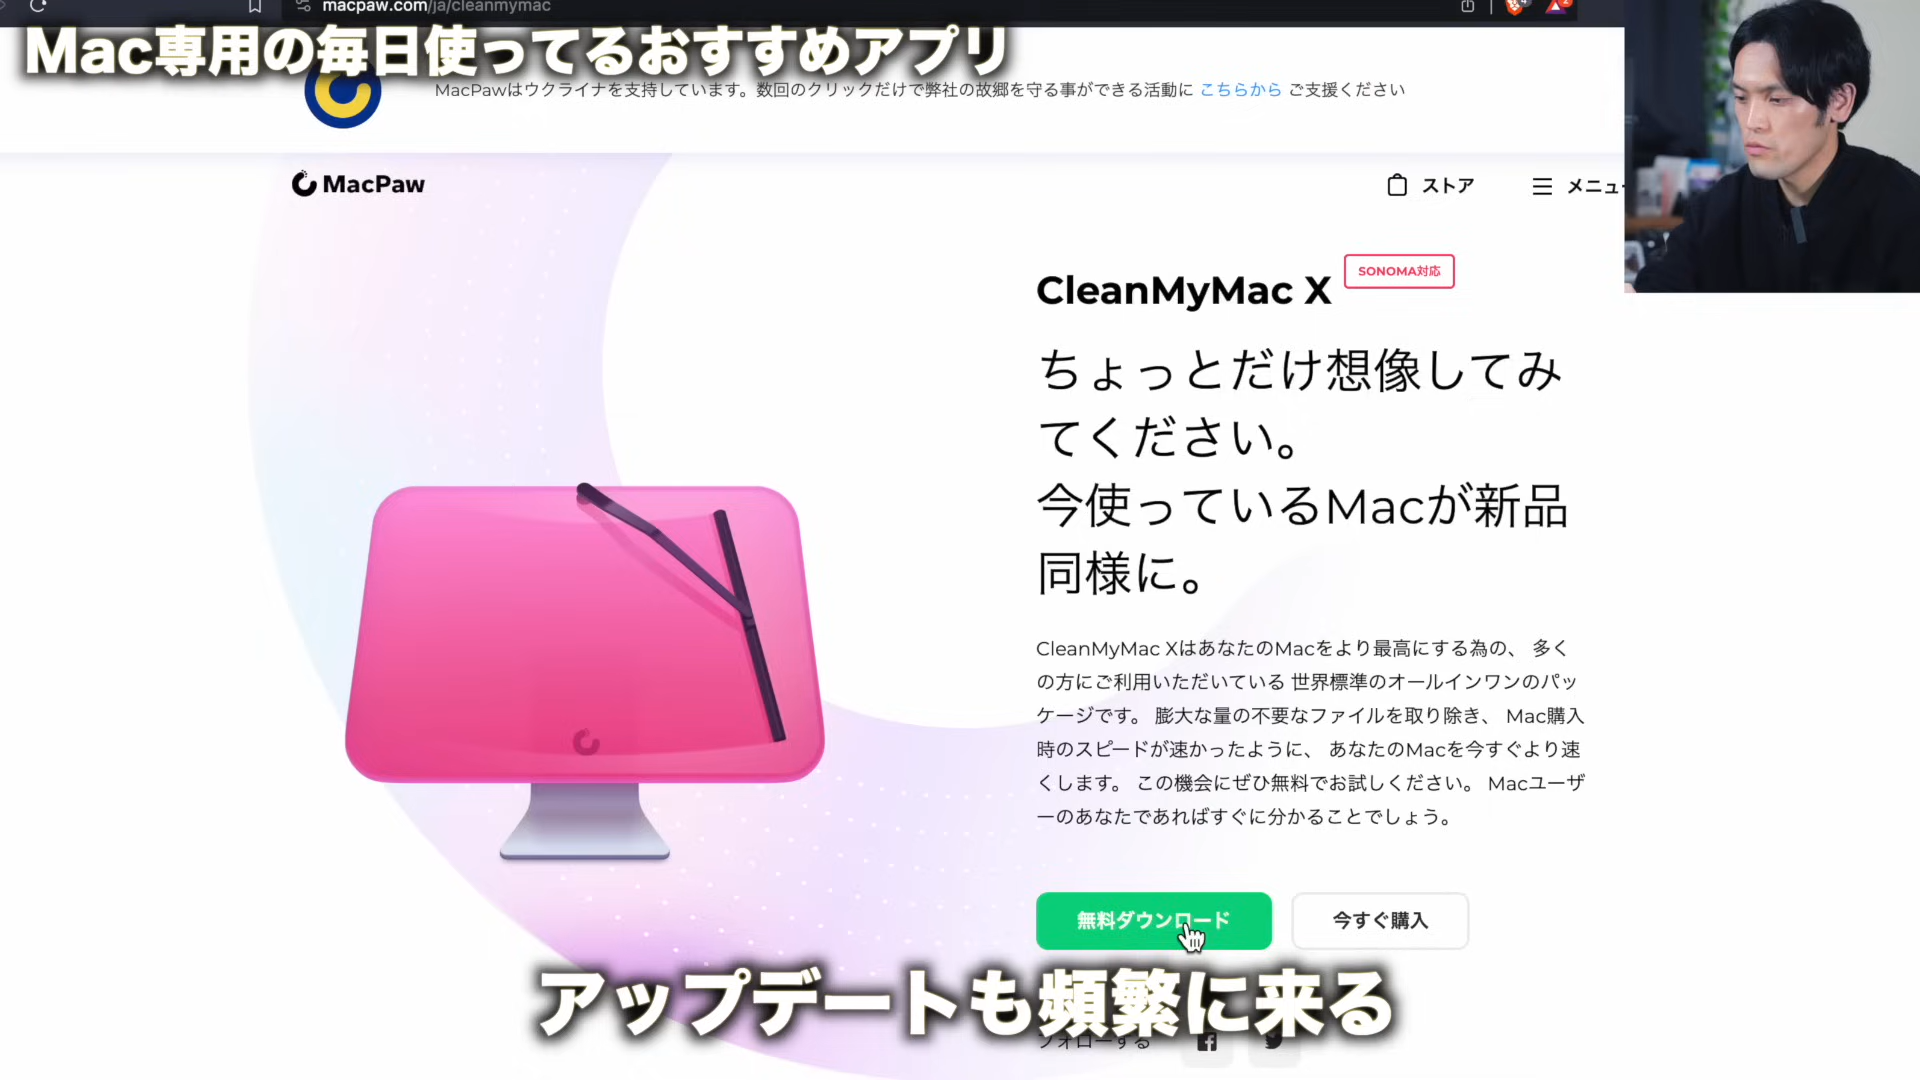 macpaw.com/ja/cleanmymac
Mac専用の毎日使ってるおすすめアプリ
MacPawはウクライナを支持しています。数回のクリックだけで弊社の故郷を守る事ができる活動に こちらから ご支援ください
MacPaw
ストア
メニュー
CleanMyMac X
SONOMA対応
ちょっとだけ想像してみ
てください。
今使っているMacが新品
同様に。
CleanMyMac XはあなたのMacをより最高にする為の、 多く
の方にご利用いただいている 世界標準のオールインワンのパッ
ケージです。 膨大な量の不要なファイルを取り除き、 Mac購入
時のスピードが速かったように、 あなたのMacを今すぐより速
くします。 この機会にぜひ無料でお試しください。 Macユーザ
ーのあなたであればすぐに分かることでしょう。
無料ダウンロード
今すぐ購入
アップデートも頻繁に来る
フォローする